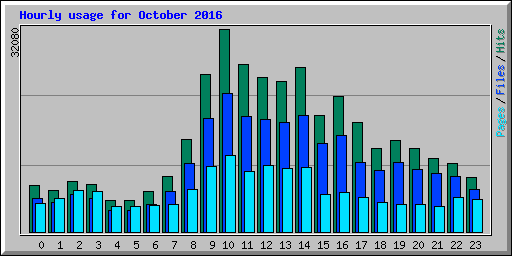 Hourly usage for October 2016
32080
Pages/Files/Hits
0 1 2 3 4 5 6 7 8 9 10 11 12 13 14 15 16 17 18 19 20 21 22 23